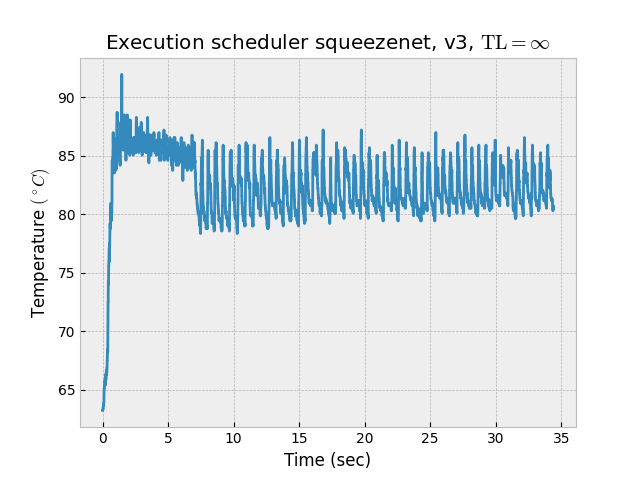 Execution scheduler squeezenet, v3, TL = ∞
90
85
80
75
70
65
Temperature (°C)
0 5 10 15 20 25 30 35
Time (sec)